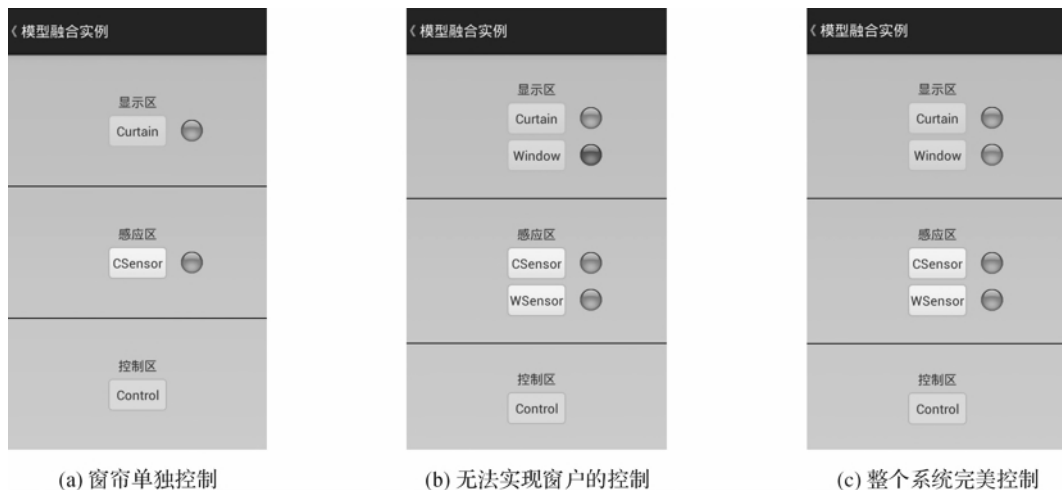 〈 模型融合实例
显示区
Curtain
感应区
CSensor
控制区
Control
(a) 窗帘单独控制
〈 模型融合实例
显示区
Curtain
Window
感应区
CSensor
WSensor
控制区
Control
(b) 无法实现窗户的控制
〈 模型融合实例
显示区
Curtain
Window
感应区
CSensor
WSensor
控制区
Control
(c) 整个系统完美控制